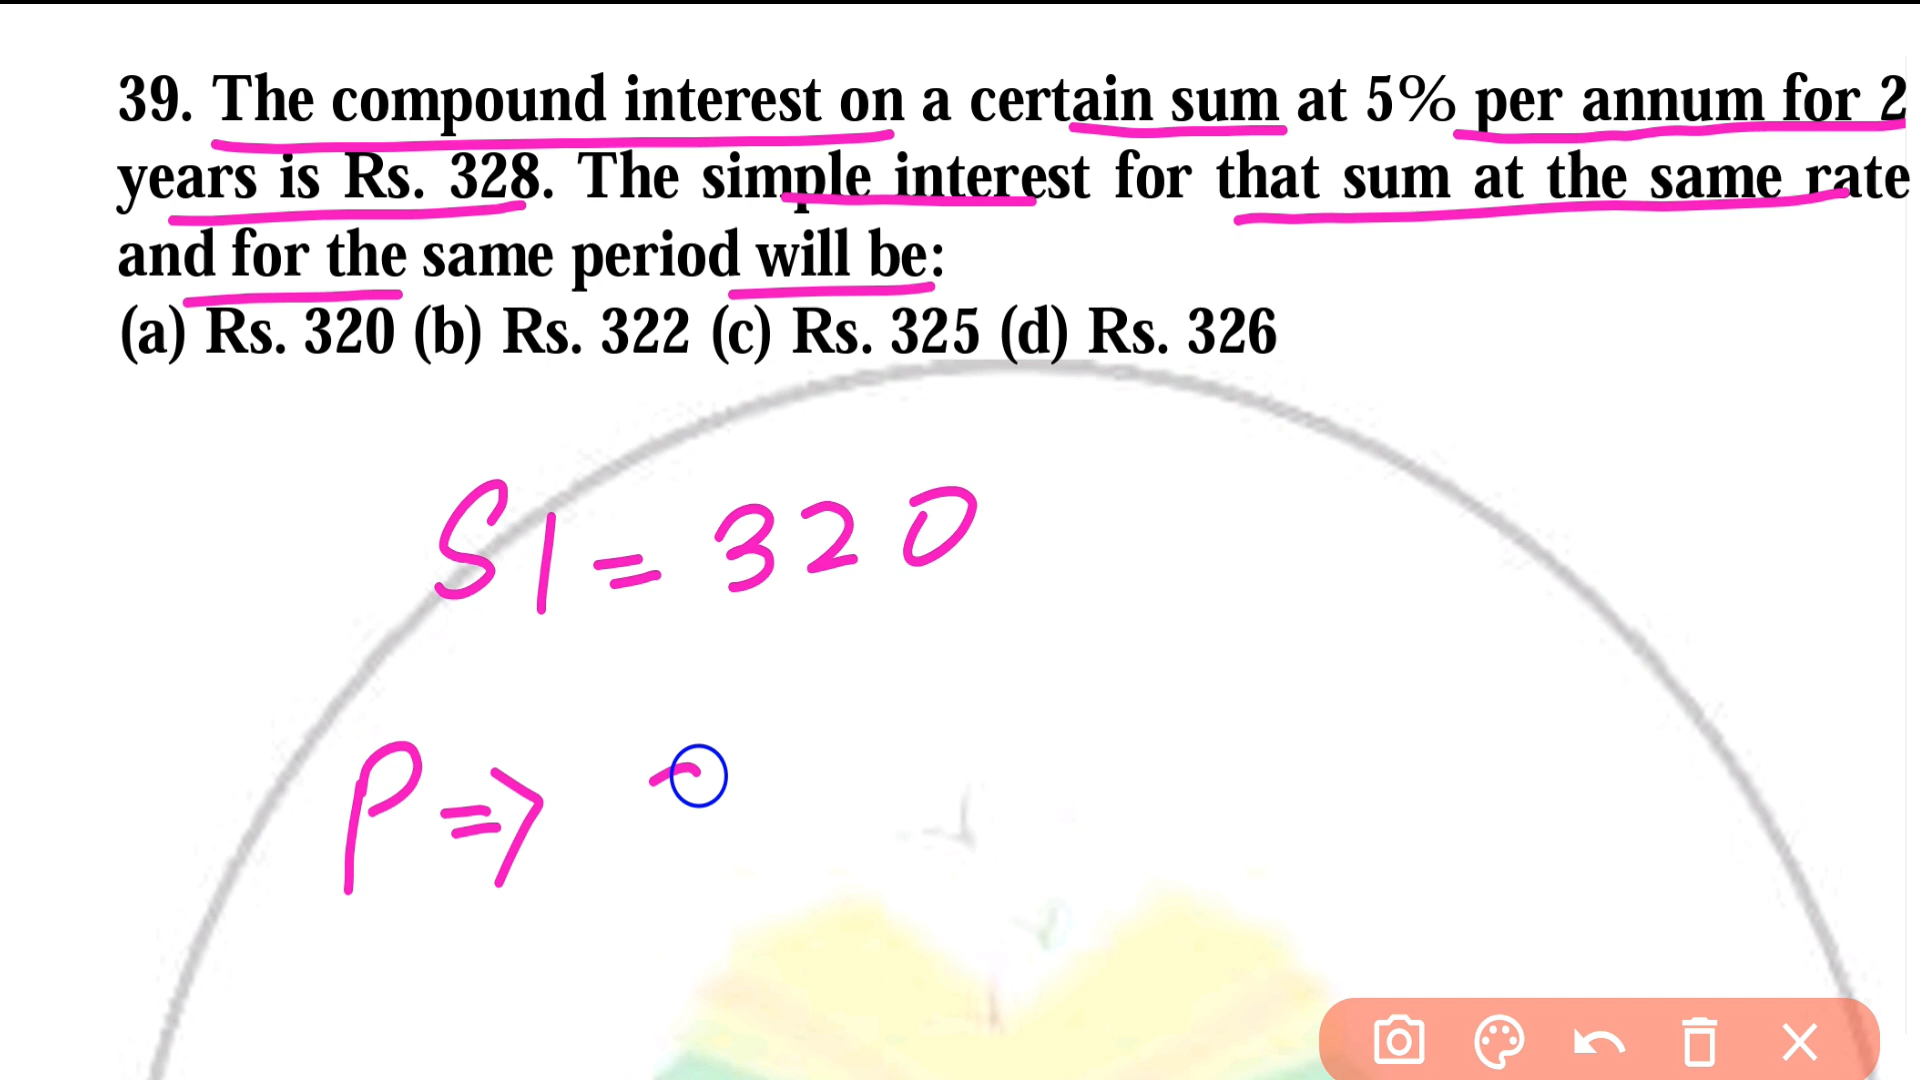 39. The compound interest on a certain sum at 5% per annum for 2
years is Rs. 328. The simple interest for that sum at the same rate
and for the same period will be:
(a) Rs. 320 (b) Rs. 322 (c) Rs. 325 (d) Rs. 326
SI = 320
P =>